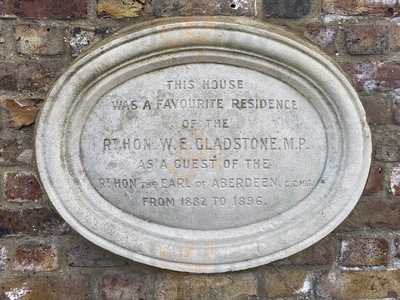 THIS HOUSE
WAS A FAVOURITE RESIDENCE
OF THE
RT HON. W. E. GLADSTONE. M.P.
AS A GUEST OF THE
RT HON THE EARL OF ABERDEEN. G.C.M.G.
FROM 1882 TO 1896.